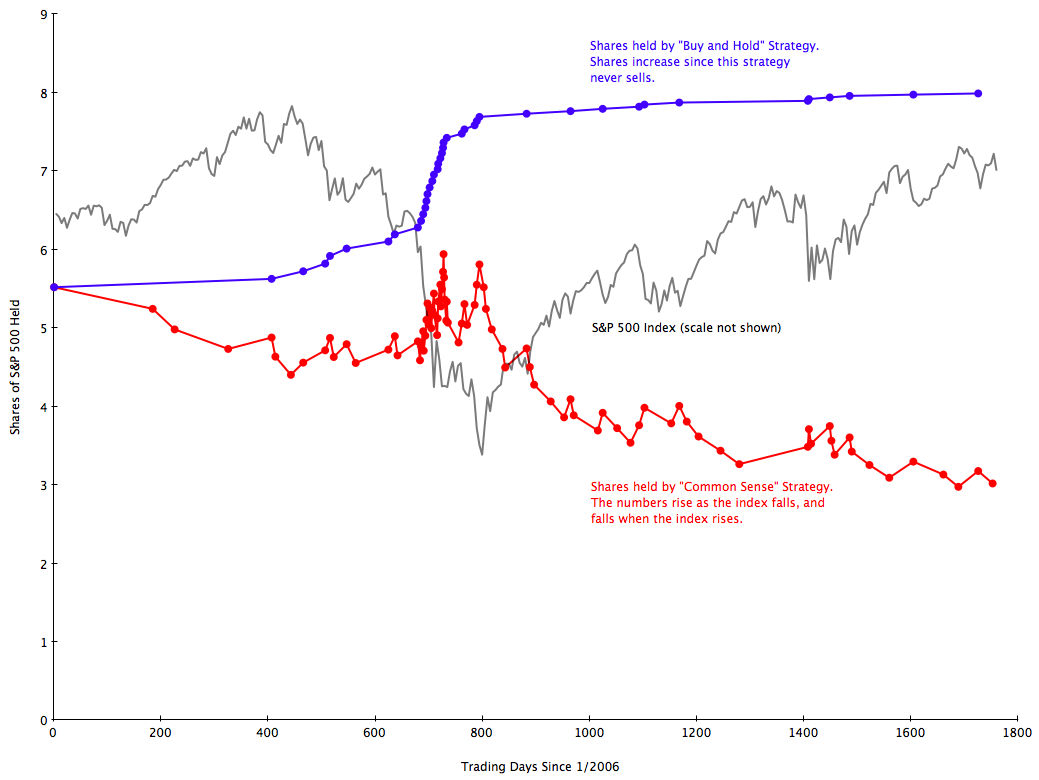 9
Shares held by "Buy and Hold" Strategy.
Shares increase since this strategy
never sells.
8
7
6
5
S&P 500 Index (scale not shown)
Shares of S&P 500 Held
4
3
Shares held by "Common Sense" Strategy.
The numbers rise as the index falls, and
falls when the index rises.
2
1
0
0 200 400 600 800 1000 1200 1400 1600 1800
Trading Days Since 1/2006